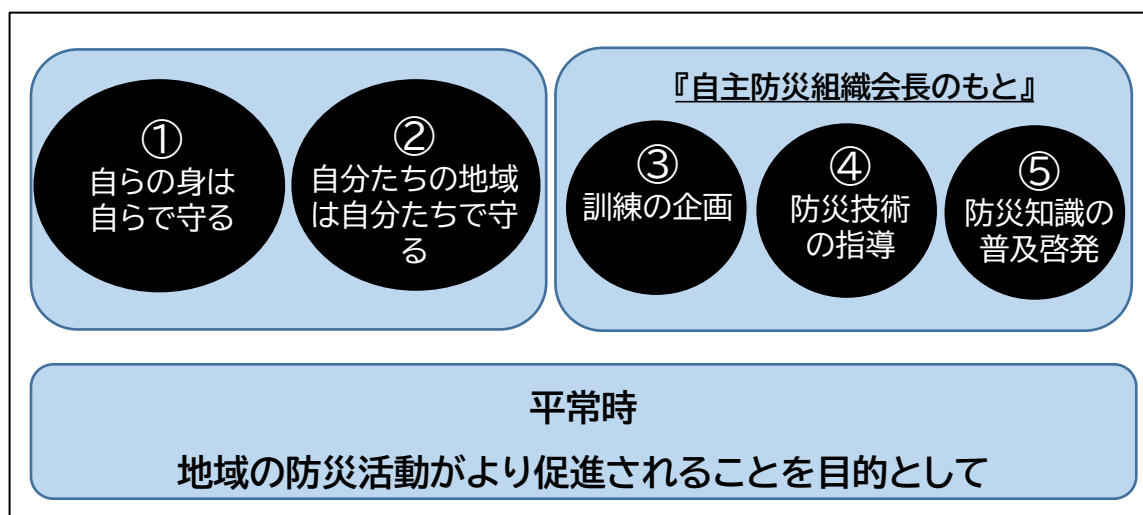 ①
自らの身は
自らで守る
②
自分たちの地域
は自分たちで守
る
『自主防災組織会長のもと』
③
訓練の企画
④
防災技術
の指導
⑤
防災知識の
普及啓発
平常時
地域の防災活動がより促進されることを目的として